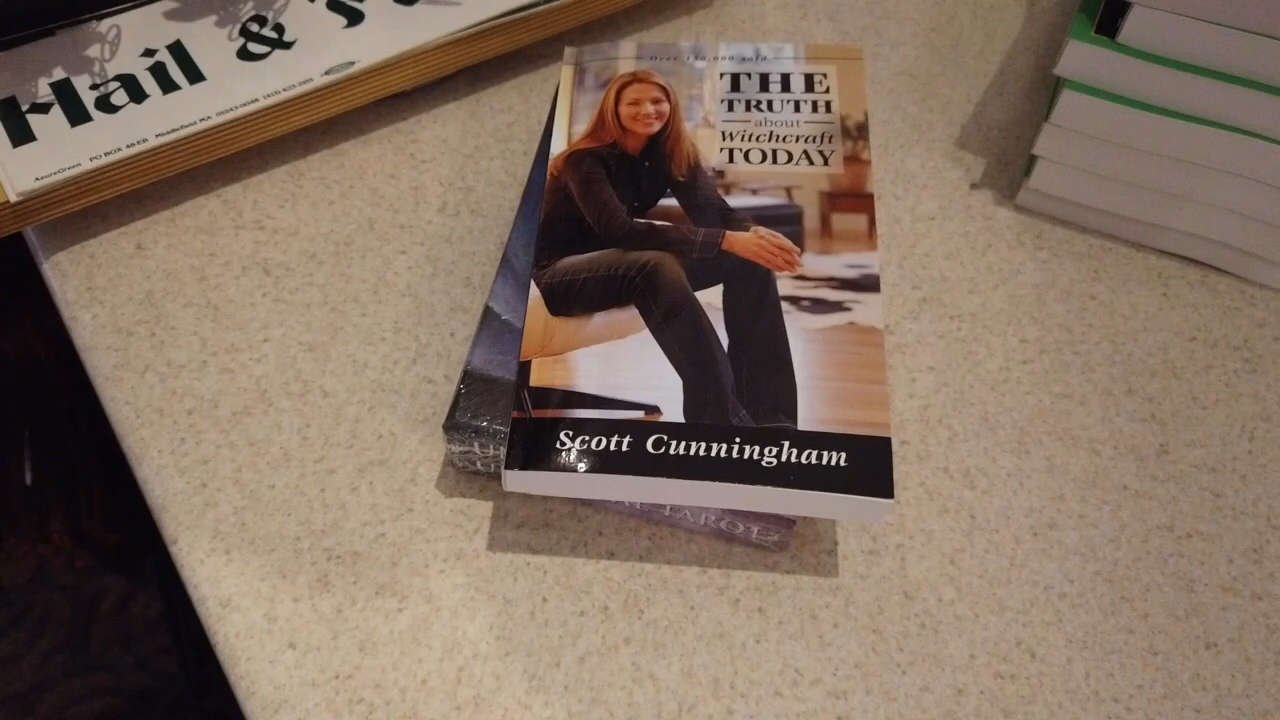 Hail &
AzureGreen PO BOX 48-ER Middlefield MA 01243-0048 (413) 623-2155
Over 150,000 sold
THE
TRUTH
about
Witchcraft
TODAY
Scott Cunningham
TAROT